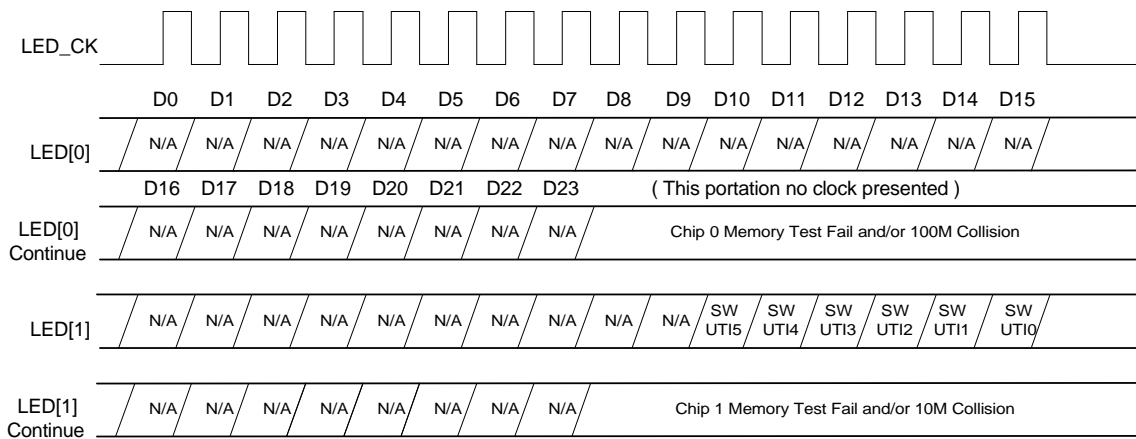 LED_CK
D0 D1 D2 D3 D4 D5 D6 D7 D8 D9 D10 D11 D12 D13 D14 D15
LED[0] N/A N/A N/A N/A N/A N/A N/A N/A N/A N/A N/A N/A N/A N/A N/A N/A
D16 D17 D18 D19 D20 D21 D22 D23 ( This portation no clock presented )
LED[0]
Continue
N/A N/A N/A N/A N/A N/A N/A N/A Chip 0 Memory Test Fail and/or 100M Collision
LED[1] N/A N/A N/A N/A N/A N/A N/A N/A N/A N/A SW SW SW SW SW SW
UTI5 UTI4 UTI3 UTI2 UTI1 UTI0
LED[1]
Continue
N/A N/A N/A N/A N/A N/A N/A N/A Chip 1 Memory Test Fail and/or 10M Collision